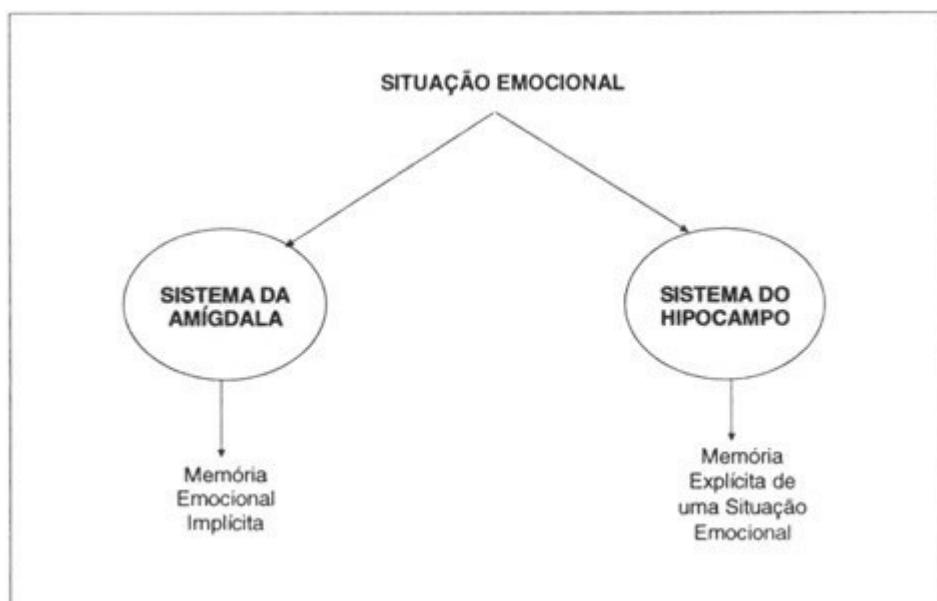 SITUAÇÃO EMOCIONAL
SISTEMA DA
AMÍGDALA
SISTEMA DO
HIPOCAMPO
Memória
Emocional
Implícita
Memória
Explícita de
uma Situação
Emocional